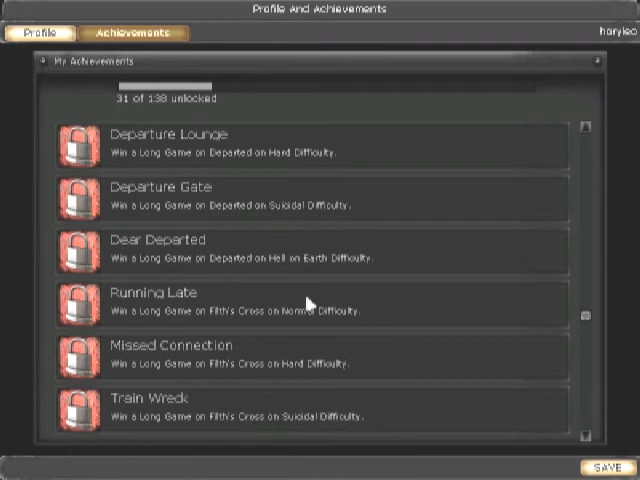 Profile And Achievements
Profile
Achievements
haryleo
My Achievements
31 of 138 unlocked
Departure Lounge
Win a Long Game on Departed on Hard Difficulty.
Departure Gate
Win a Long Game on Departed on Suicidal Difficulty.
Dear Departed
Win a Long Game on Departed on Hell on Earth Difficulty.
Running Late
Win a Long Game on Filth's Cross on Normal Difficulty.
Missed Connection
Win a Long Game on Filth's Cross on Hard Difficulty.
Train Wreck
Win a Long Game on Filth's Cross on Suicidal Difficulty.
SAVE